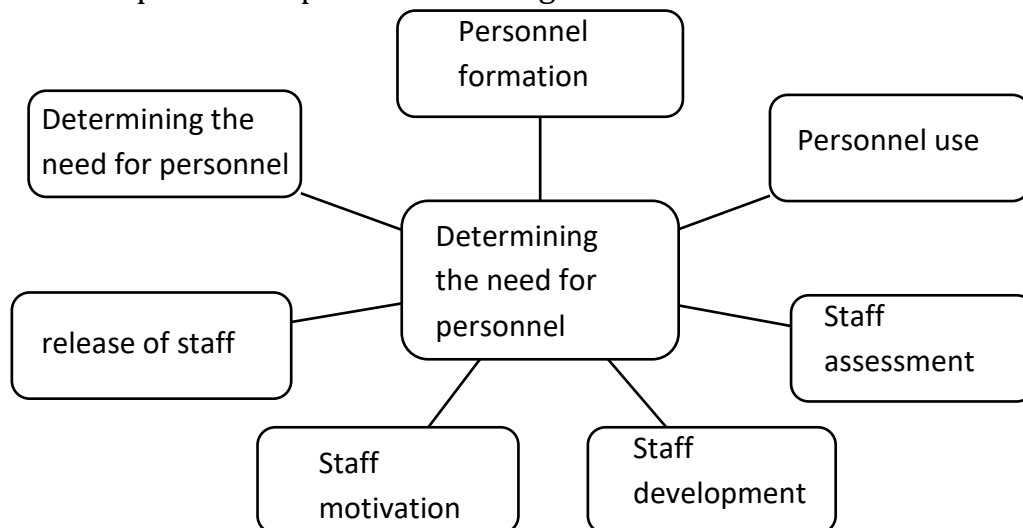 Personnel
formation
Determining the
need for personnel
Personnel use
Determining
the need for
personnel
release of staff
Staff
assessment
Staff
motivation
Staff
development